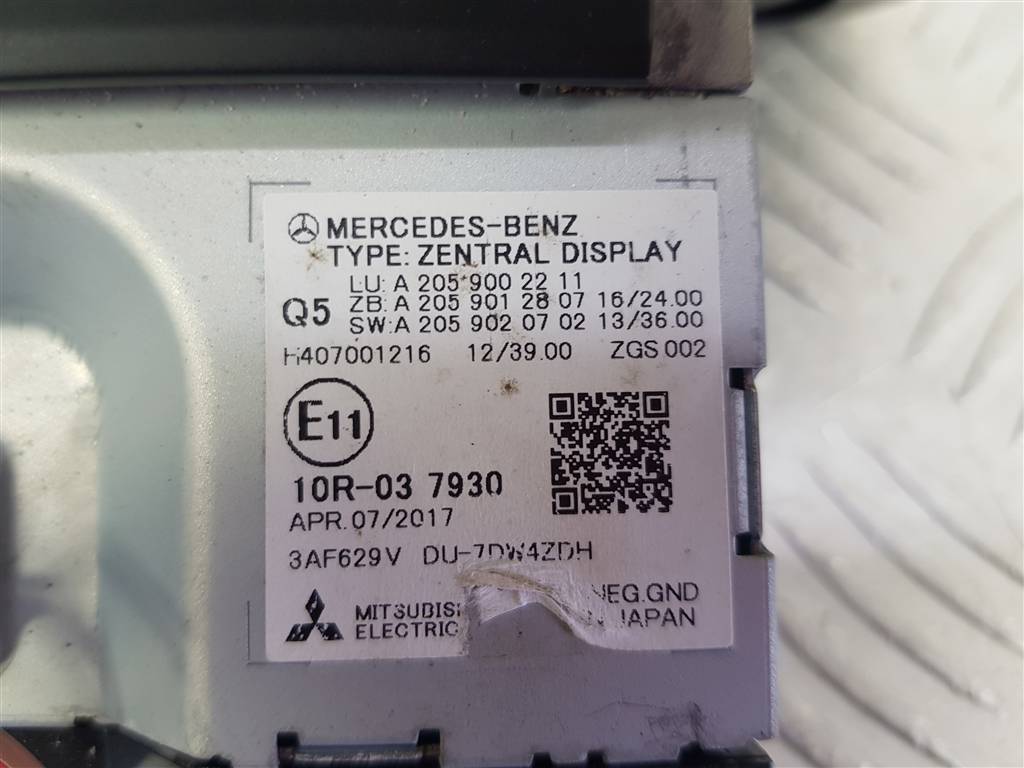 MERCEDES-BENZ
TYPE: ZENTRAL DISPLAY
LU: A 205 900 22 11
Q5
ZB: A 205 901 28 07 16/24.00
SW: A 205 902 07 02 13/36.00
H407001216 12/39.00 ZGS 002
E11
10R-03 7930
APR. 07/2017
3AF629V DU-7DW4ZDH
NEG.GND
MITSUBIS
ELECTRIC
JAPAN